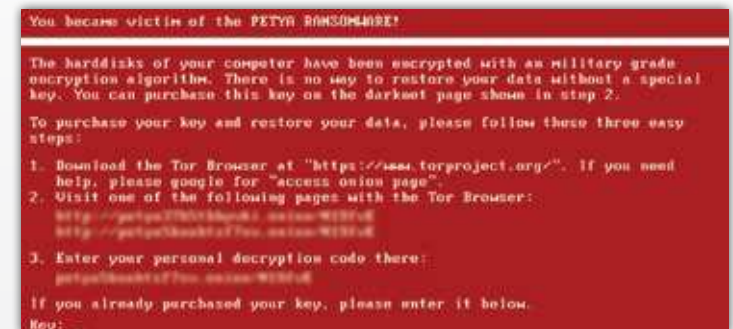 You became victim of the PETYA RANSOMWARE!
The harddisks of your computer have been encrypted with an military grade
encryption algorithm. There is no way to restore your data without a special
key. You can purchase this key on the darknet page shown in step 2.
To purchase your key and restore your data, please follow these three easy
steps:
1. Download the Tor Browser at "https://www.torproject.org/". If you need
help, please google for "access onion page".
2. Visit one of the following pages with the Tor Browser:
3. Enter your personal decryption code there:
If you already purchased your key, please enter it below.
Key: